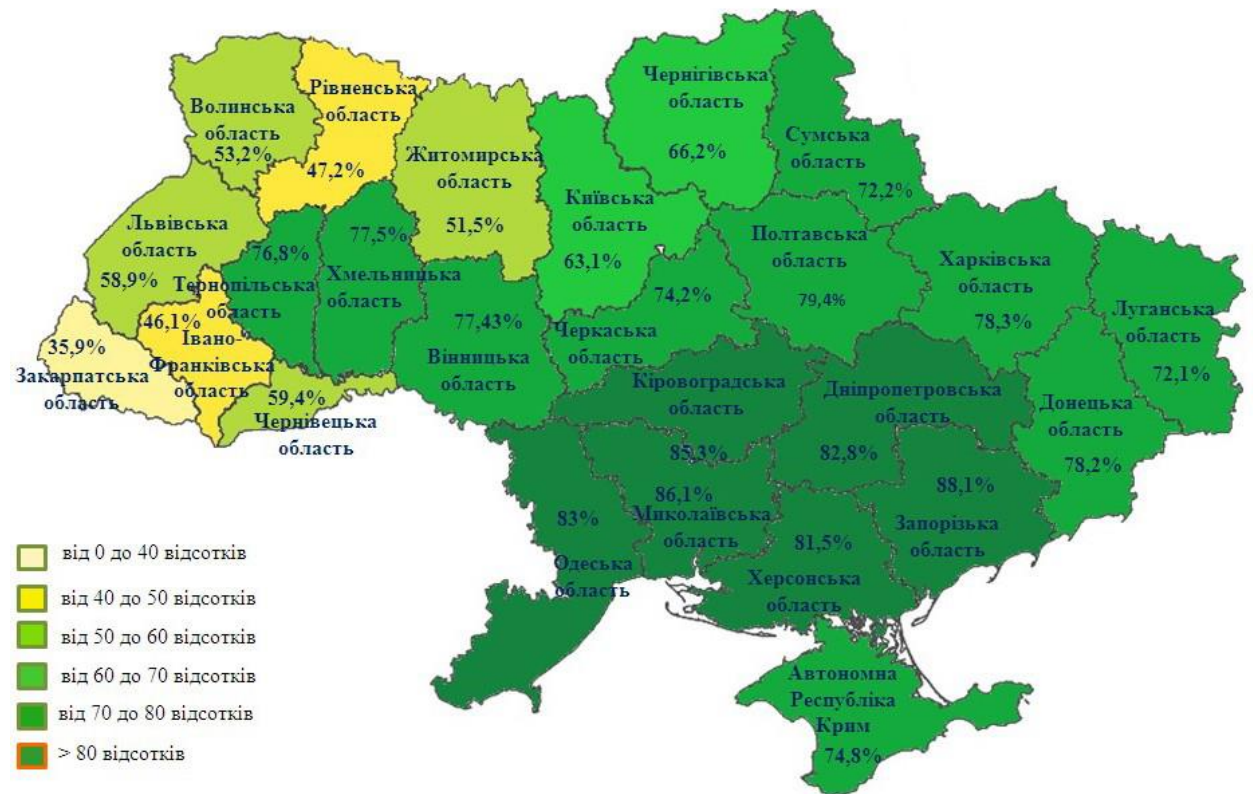 Волинська
область
53,2%
Рівненська
область
47,2%
Житомирська
область
51,5%
Чернігівська
область
66,2%
Сумська
область
72,2%
Київська
область
63,1%
Львівська
область
58,9%
76,8%
Тернопільська
область
77,5%
Хмельницька
область
77,43%
Вінницька
область
74,2%
Черкаська
область
Полтавська
область
79,4%
Харківська
область
78,3%
Луганська
область
72,1%
35,9%
Закарпатська
область
46,1%
Івано-
Франківська
область
59,4%
Чернівецька
область
Кіровоградська
область
85,3%
Дніпропетровська
область
82,8%
Донецька
область
78,2%
83%
Одеська
область
86,1%
Миколаївська
область
81,5%
Херсонська
область
88,1%
Запорізька
область
Автономна
Республіка
Крим
74,8%
від 0 до 40 відсотків
від 40 до 50 відсотків
від 50 до 60 відсотків
від 60 до 70 відсотків
від 70 до 80 відсотків
> 80 відсотків